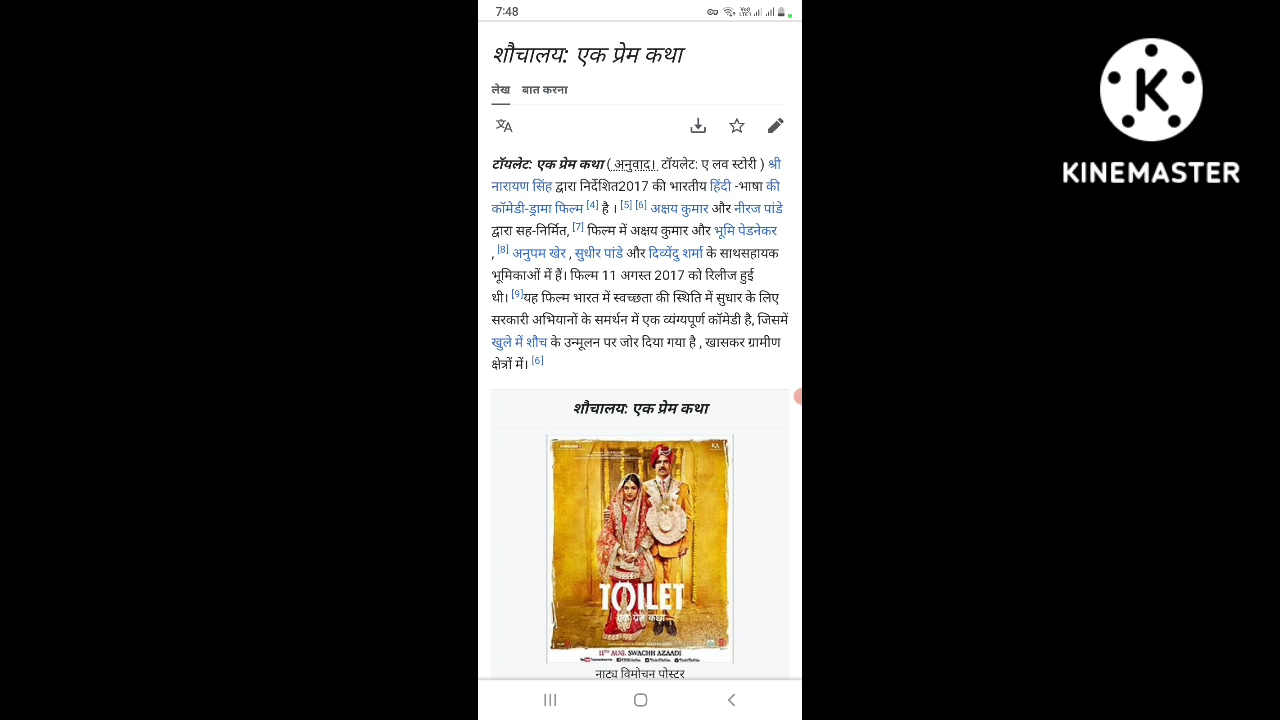 7:48
शौचालय: एक प्रेम कथा
लेख बात करना
टॉयलेट: एक प्रेम कथा ( अनुवाद। टॉयलेट: ए लव स्टोरी ) श्री
नारायण सिंह द्वारा निर्देशित2017 की भारतीय हिंदी -भाषा की
कॉमेडी-ड्रामा फिल्म [4] है । [5] [6] अक्षय कुमार और नीरज पांडे
द्वारा सह-निर्मित, [7] फिल्म में अक्षय कुमार और भूमि पेडनेकर
, [8] अनुपम खेर , सुधीर पांडे और दिव्येंदु शर्मा के साथसहायक
भूमिकाओं में हैं। फिल्म 11 अगस्त 2017 को रिलीज हुई
थी। [9]यह फिल्म भारत में स्वच्छता की स्थिति में सुधार के लिए
सरकारी अभियानों के समर्थन में एक व्यंग्यपूर्ण कॉमेडी है, जिसमें
खुले में शौच के उन्मूलन पर जोर दिया गया है , खासकर ग्रामीण
क्षेत्रों में। [6]
शौचालय: एक प्रेम कथा
TOILET
एक प्रेम कथा
11TH AUG. SWACHH AZAADI
नाट्य विमोचन पोस्टर
K
KINEMASTER